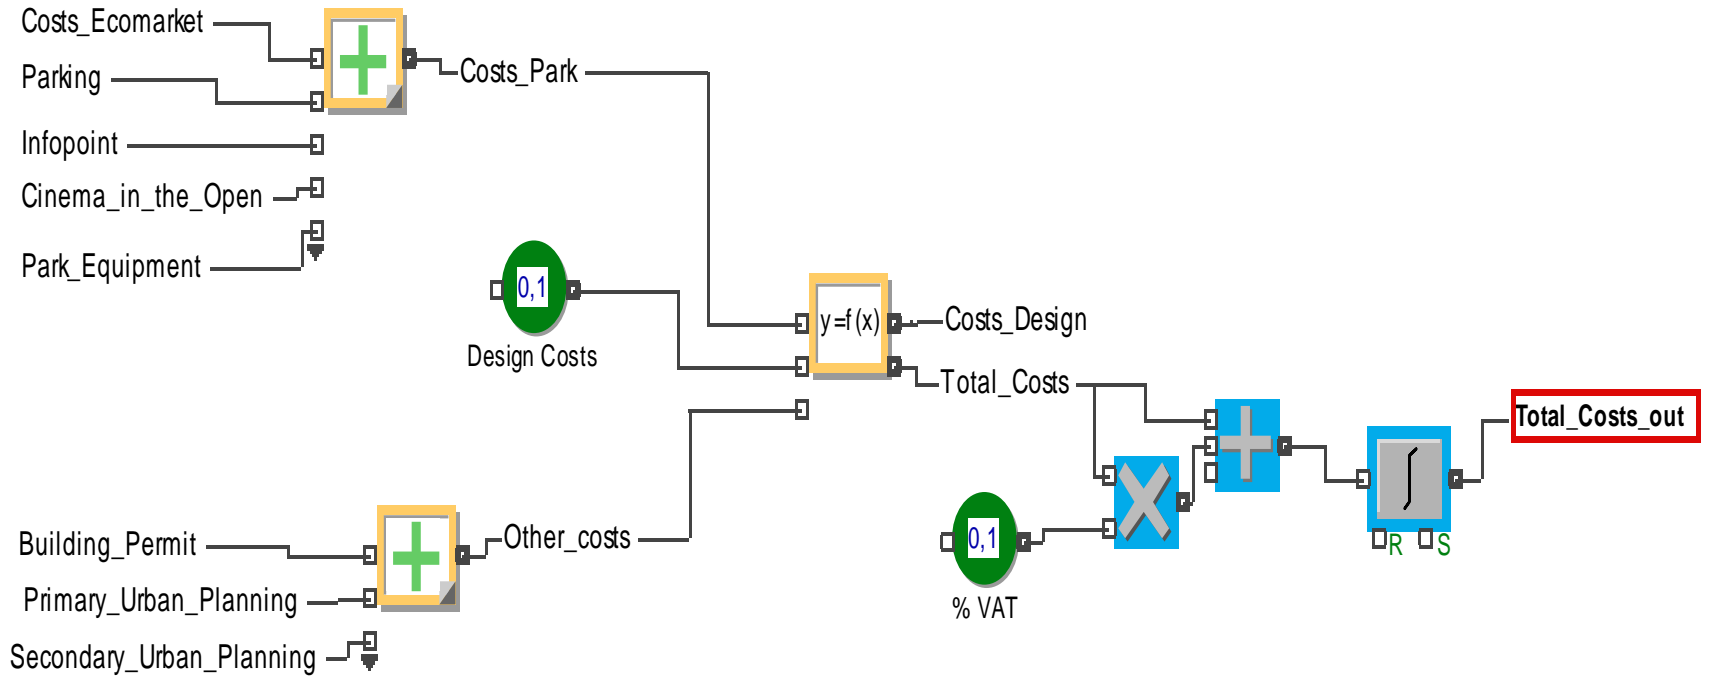 Costs_Ecomarket
Parking
Costs_Park
Infopoint
Cinema_in_the_Open
Park_Equipment
0,1
Design Costs
y=f(x)
Costs_Design
Total_Costs
Total_Costs_out
Building_Permit
Other_costs
Primary_Urban_Planning
Secondary_Urban_Planning
0,1
% VAT
R
S